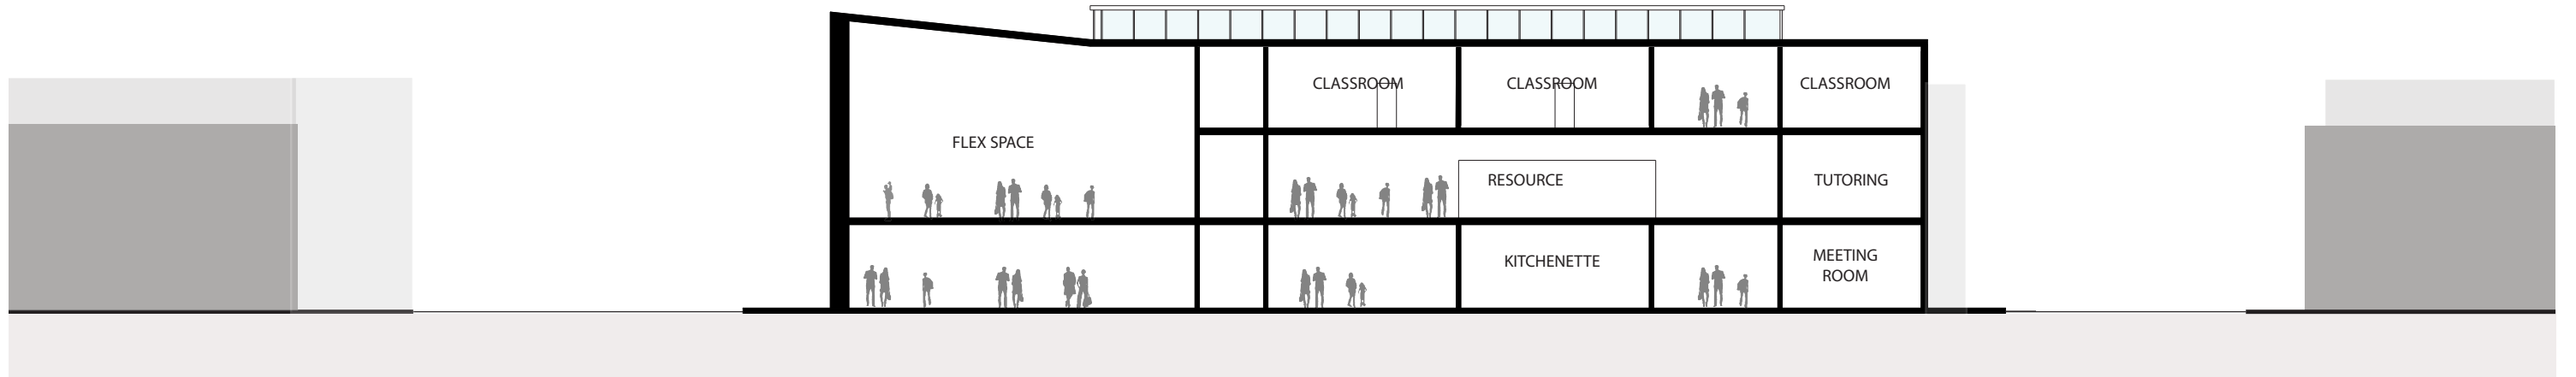 CLASSROOM
CLASSROOM
CLASSROOM
FLEX SPACE
RESOURCE
TUTORING
KITCHENETTE
MEETING
ROOM